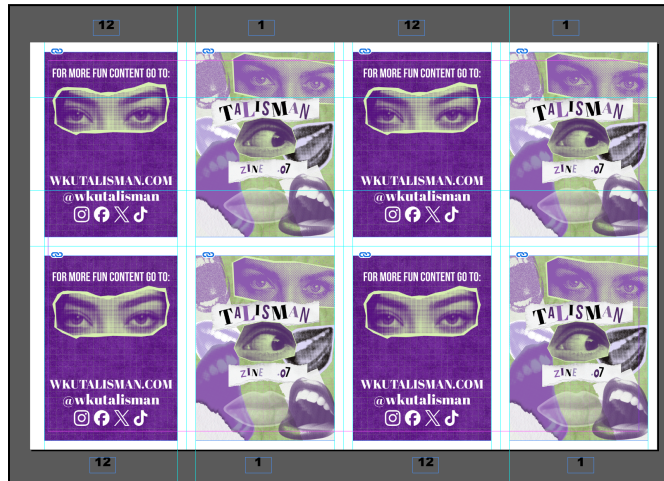 12 1 12 1
FOR MORE FUN CONTENT GO TO:
WKUTALISMAN.COM
@wkutalisman
TALISMAN
ZINE .07
FOR MORE FUN CONTENT GO TO:
WKUTALISMAN.COM
@wkutalisman
TALISMAN
ZINE .07
FOR MORE FUN CONTENT GO TO:
WKUTALISMAN.COM
@wkutalisman
TALISMAN
ZINE .07
FOR MORE FUN CONTENT GO TO:
WKUTALISMAN.COM
@wkutalisman
TALISMAN
ZINE .07
12 1 12 1